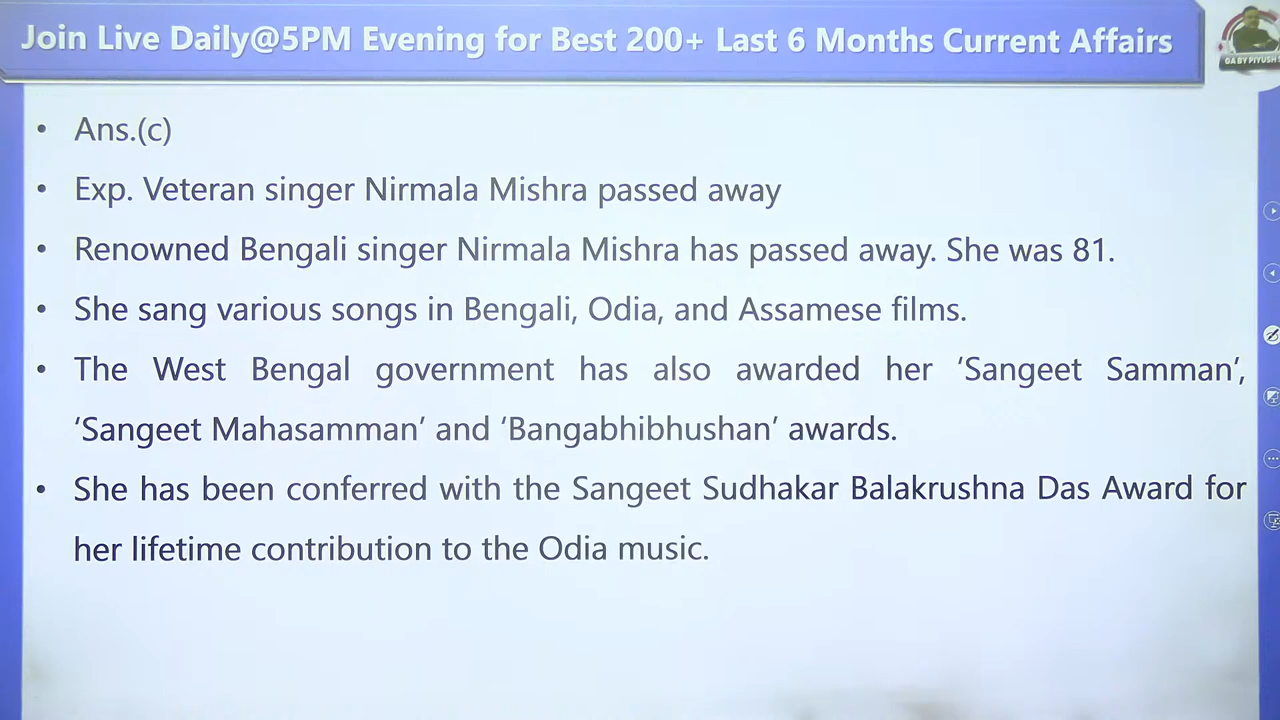 Join Live Daily@5PM Evening for Best 200+ Last 6 Months Current Affairs
GA BY PIYUSH
• Ans.(c)
• Exp. Veteran singer Nirmala Mishra passed away
• Renowned Bengali singer Nirmala Mishra has passed away. She was 81.
• She sang various songs in Bengali, Odia, and Assamese films.
• The West Bengal government has also awarded her ‘Sangeet Samman’,
‘Sangeet Mahasamman’ and ‘Bangabhibhushan’ awards.
• She has been conferred with the Sangeet Sudhakar Balakrushna Das Award for
her lifetime contribution to the Odia music.